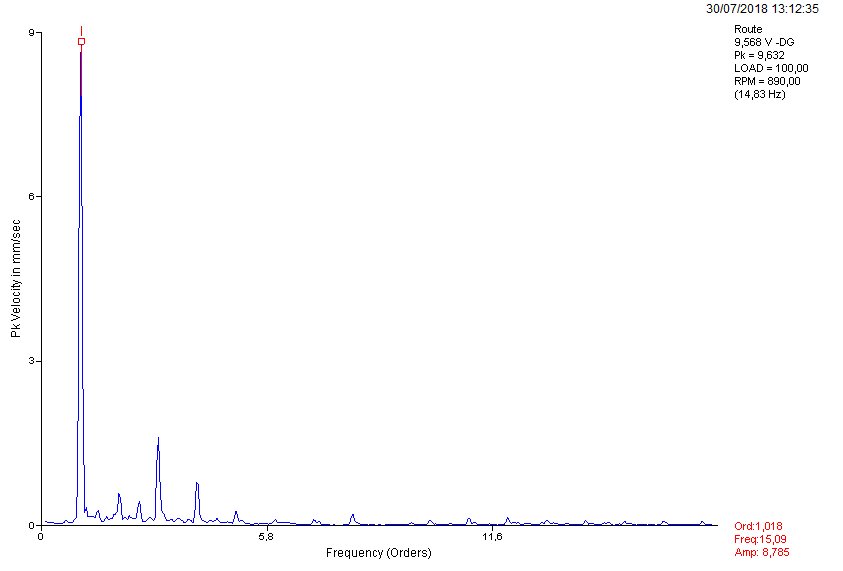 30/07/2018 13:12:35
Route
9,568 V -DG
Pk = 9,632
LOAD = 100,00
RPM = 890,00
(14,83 Hz)
9
6
3
0
Pk Velocity in mm/sec
0
5,8
11,6
Frequency (Orders)
Ord:1,018
Freq:15,09
Amp: 8,785